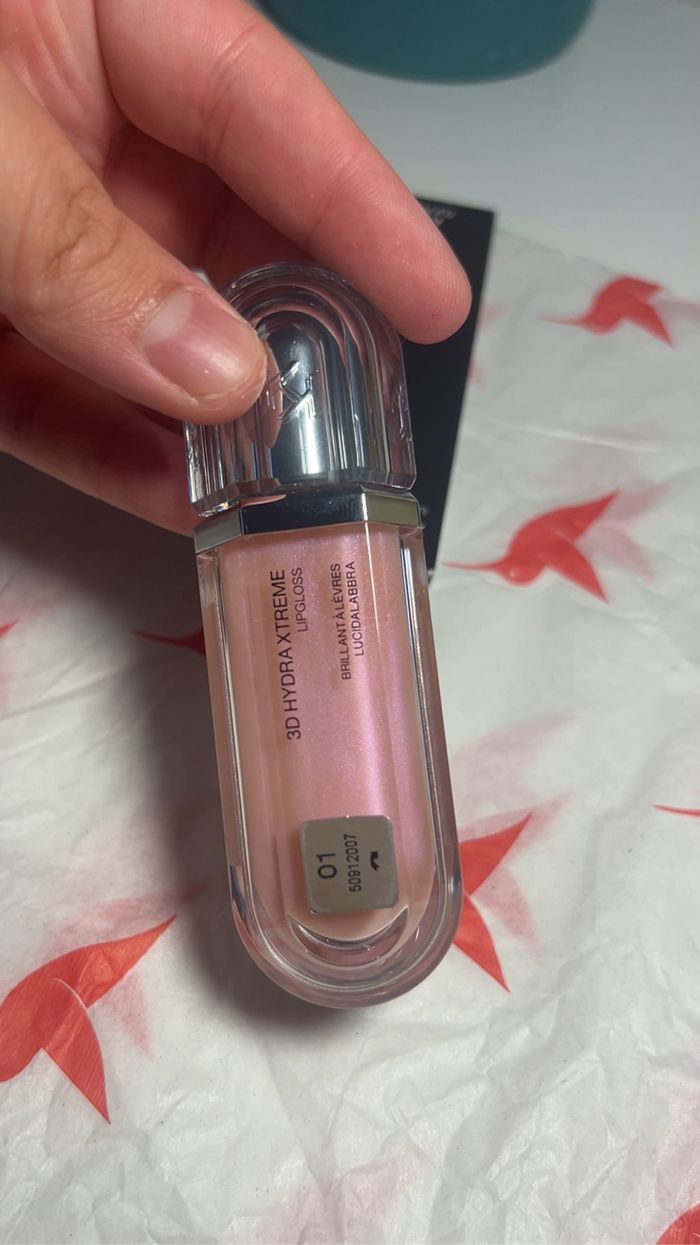 3D HYDRA XTREME
LIPGLOSS
BRILLANT À LÈVRES
LUCIDALABBRA
01
50912007